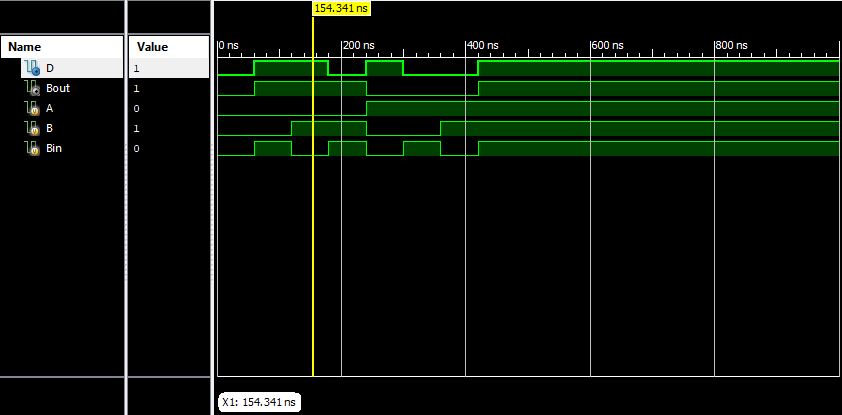 154.341 ns
Name Value
0 ns 200 ns 400 ns 600 ns 800 ns
D 1
Bout 1
A 0
B 1
Bin 0
X1: 154.341 ns